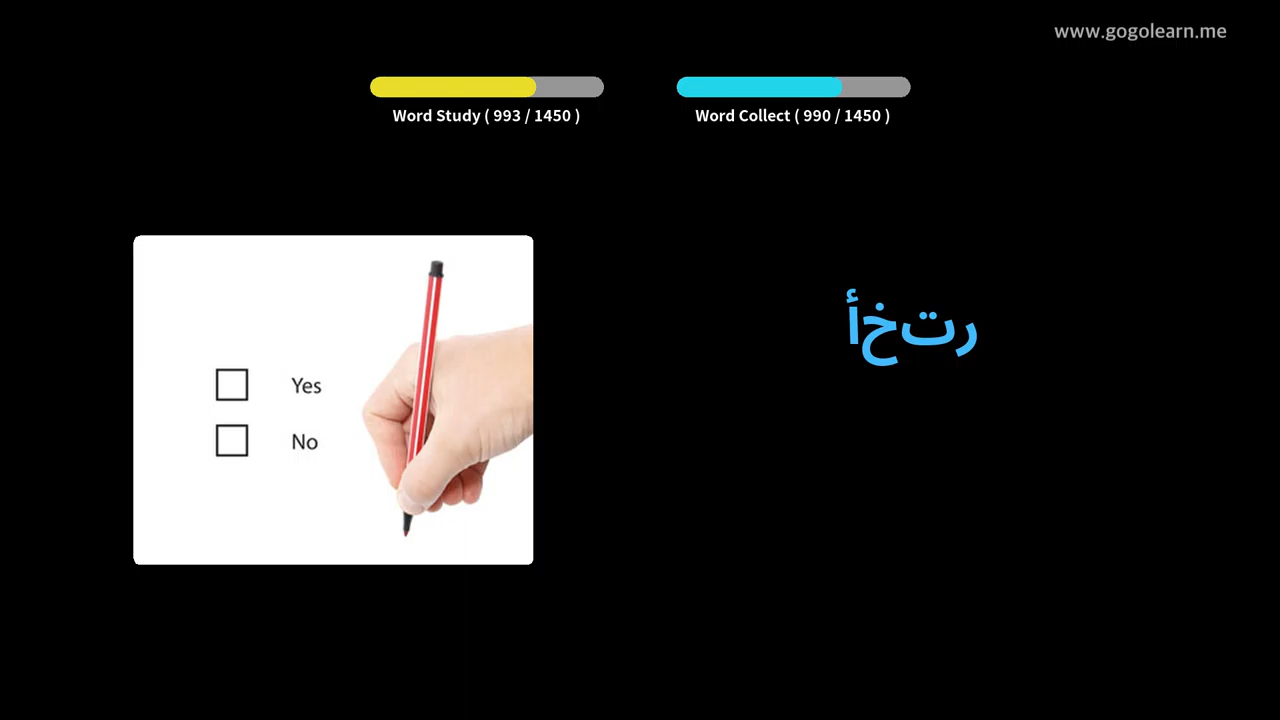 www.gogolearn.me
Word Study ( 993 / 1450 )
Word Collect ( 990 / 1450 )
Yes
No
رتخأ